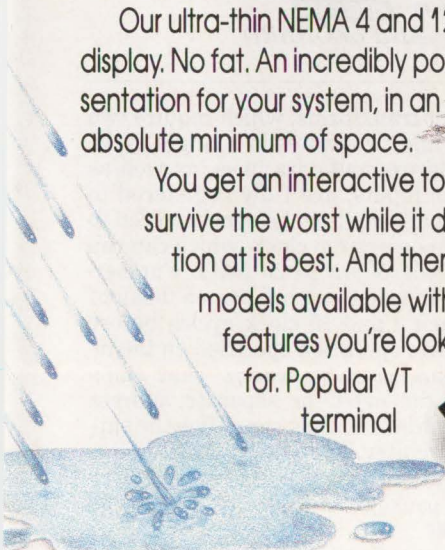 Our ultra-thin NEMA 4 and 12
display. No fat. An incredibly po
sentation for your system, in an
absolute minimum of space.
You get an interactive to
survive the worst while it d
tion at its best. And ther
models available with
features you're look
for. Popular VT
terminal